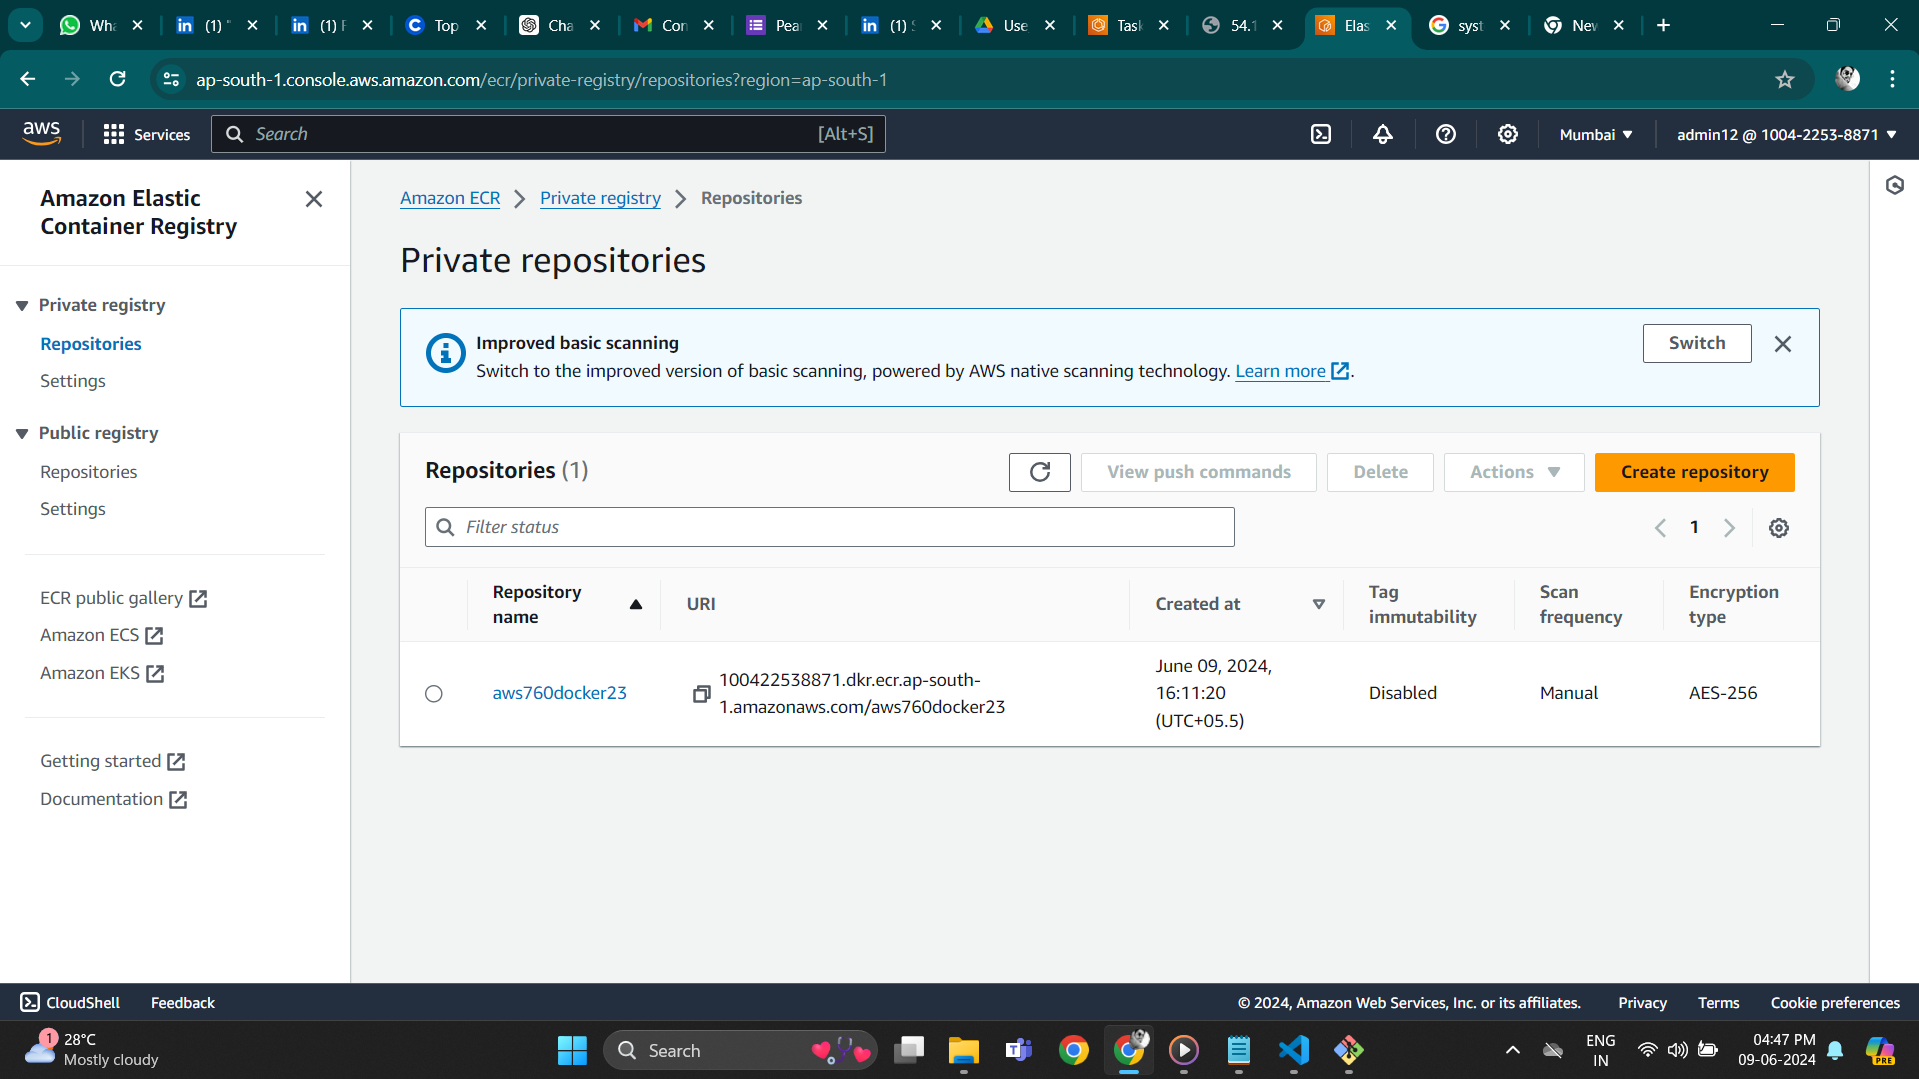 Wha
(1) "
(1) F
Top
Cha
Con
Pear
(1) S
Use
Task
54.1
Elas
syst
New
ap-south-1.console.aws.amazon.com/ecr/private-registry/repositories?region=ap-south-1
aws
Services
Search
[Alt+S]
Mumbai
admin12 @ 1004-2253-8871
Amazon Elastic
Container Registry
Private registry
Repositories
Settings
Public registry
Repositories
Settings
ECR public gallery
Amazon ECS
Amazon EKS
Getting started
Documentation
Amazon ECR
Private registry
Repositories
Private repositories
Improved basic scanning
Switch to the improved version of basic scanning, powered by AWS native scanning technology. Learn more.
Switch
Repositories (1)
View push commands
Delete
Actions
Create repository
Filter status
1
Repository
name
URI
Created at
Tag
immutability
Scan
frequency
Encryption
type
aws760docker23
100422538871.dkr.ecr.ap-south-
1.amazonaws.com/aws760docker23
June 09, 2024,
16:11:20
(UTC+05.5)
Disabled
Manual
AES-256
CloudShell
Feedback
© 2024, Amazon Web Services, Inc. or its affiliates.
Privacy
Terms
Cookie preferences
1
28°C
Mostly cloudy
Search
ENG
IN
04:47 PM
09-06-2024
PRE